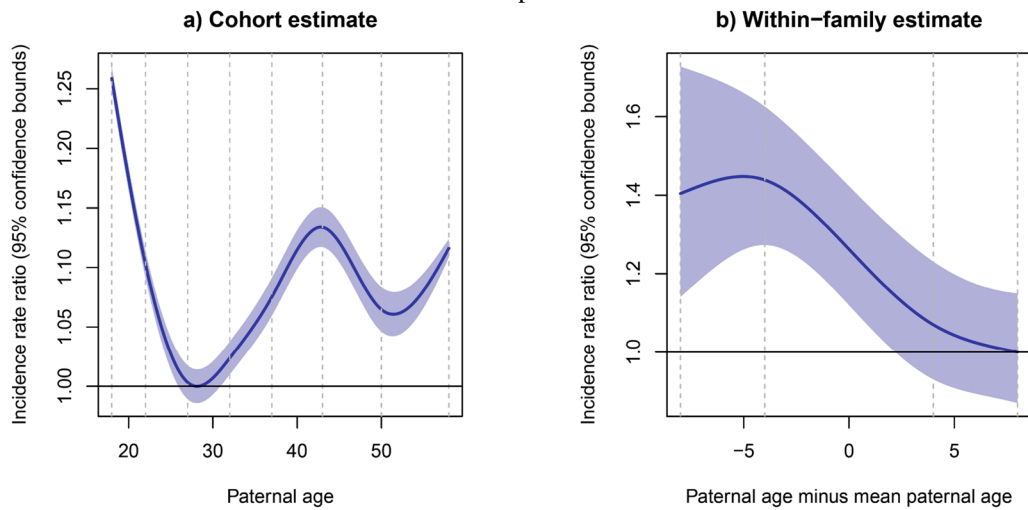 a) Cohort estimate
Incidence rate ratio (95% confidence bounds)
1.00
1.05
1.10
1.15
1.20
1.25
20
30
40
50
Paternal age
b) Within−family estimate
Incidence rate ratio (95% confidence bounds)
1.0
1.2
1.4
1.6
−5
0
5
Paternal age minus mean paternal age